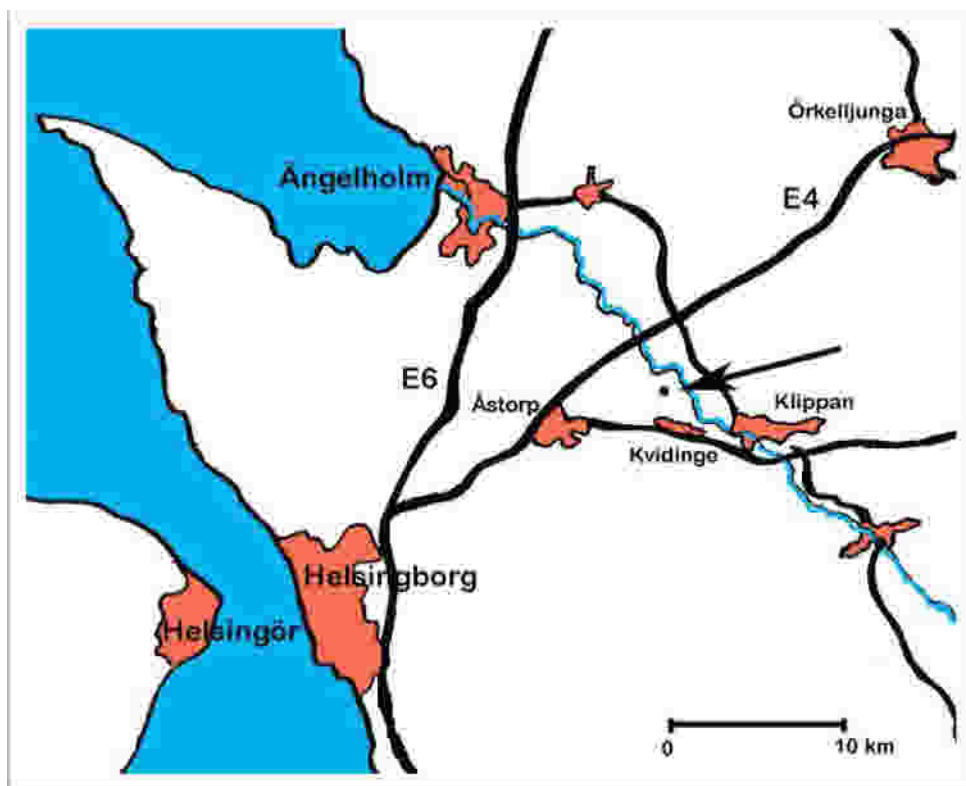 Örkelljunga
Ängelholm
E4
E6
Åstorp
Klippan
Kvidinge
Helsingborg
Helsingör
0
10 km